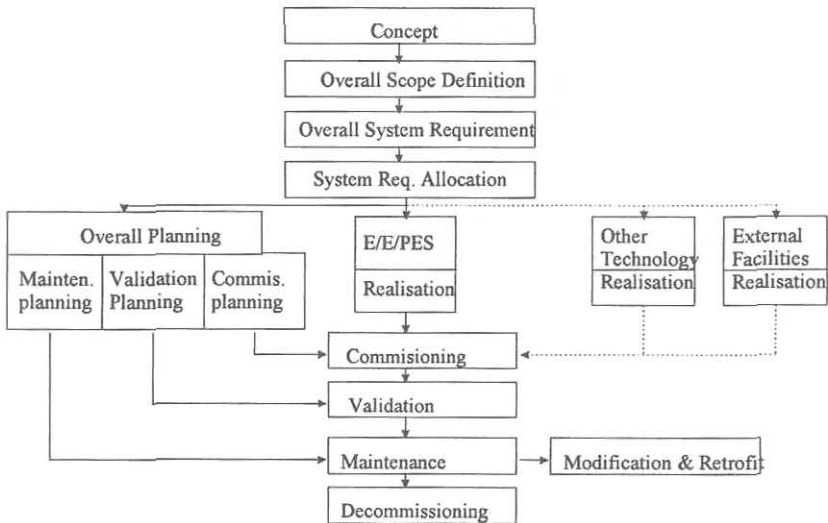 Concept
Overall Scope Definition
Overall System Requirement
System Req. Allocation
Overall Planning
Mainten.
planning
Validation
Planning
Commis.
planning
E/E/PES
Realisation
Other
Technology
Realisation
External
Facilities
Realisation
Commisioning
Validation
Maintenance
Modification & Retrofit
Decommissioning